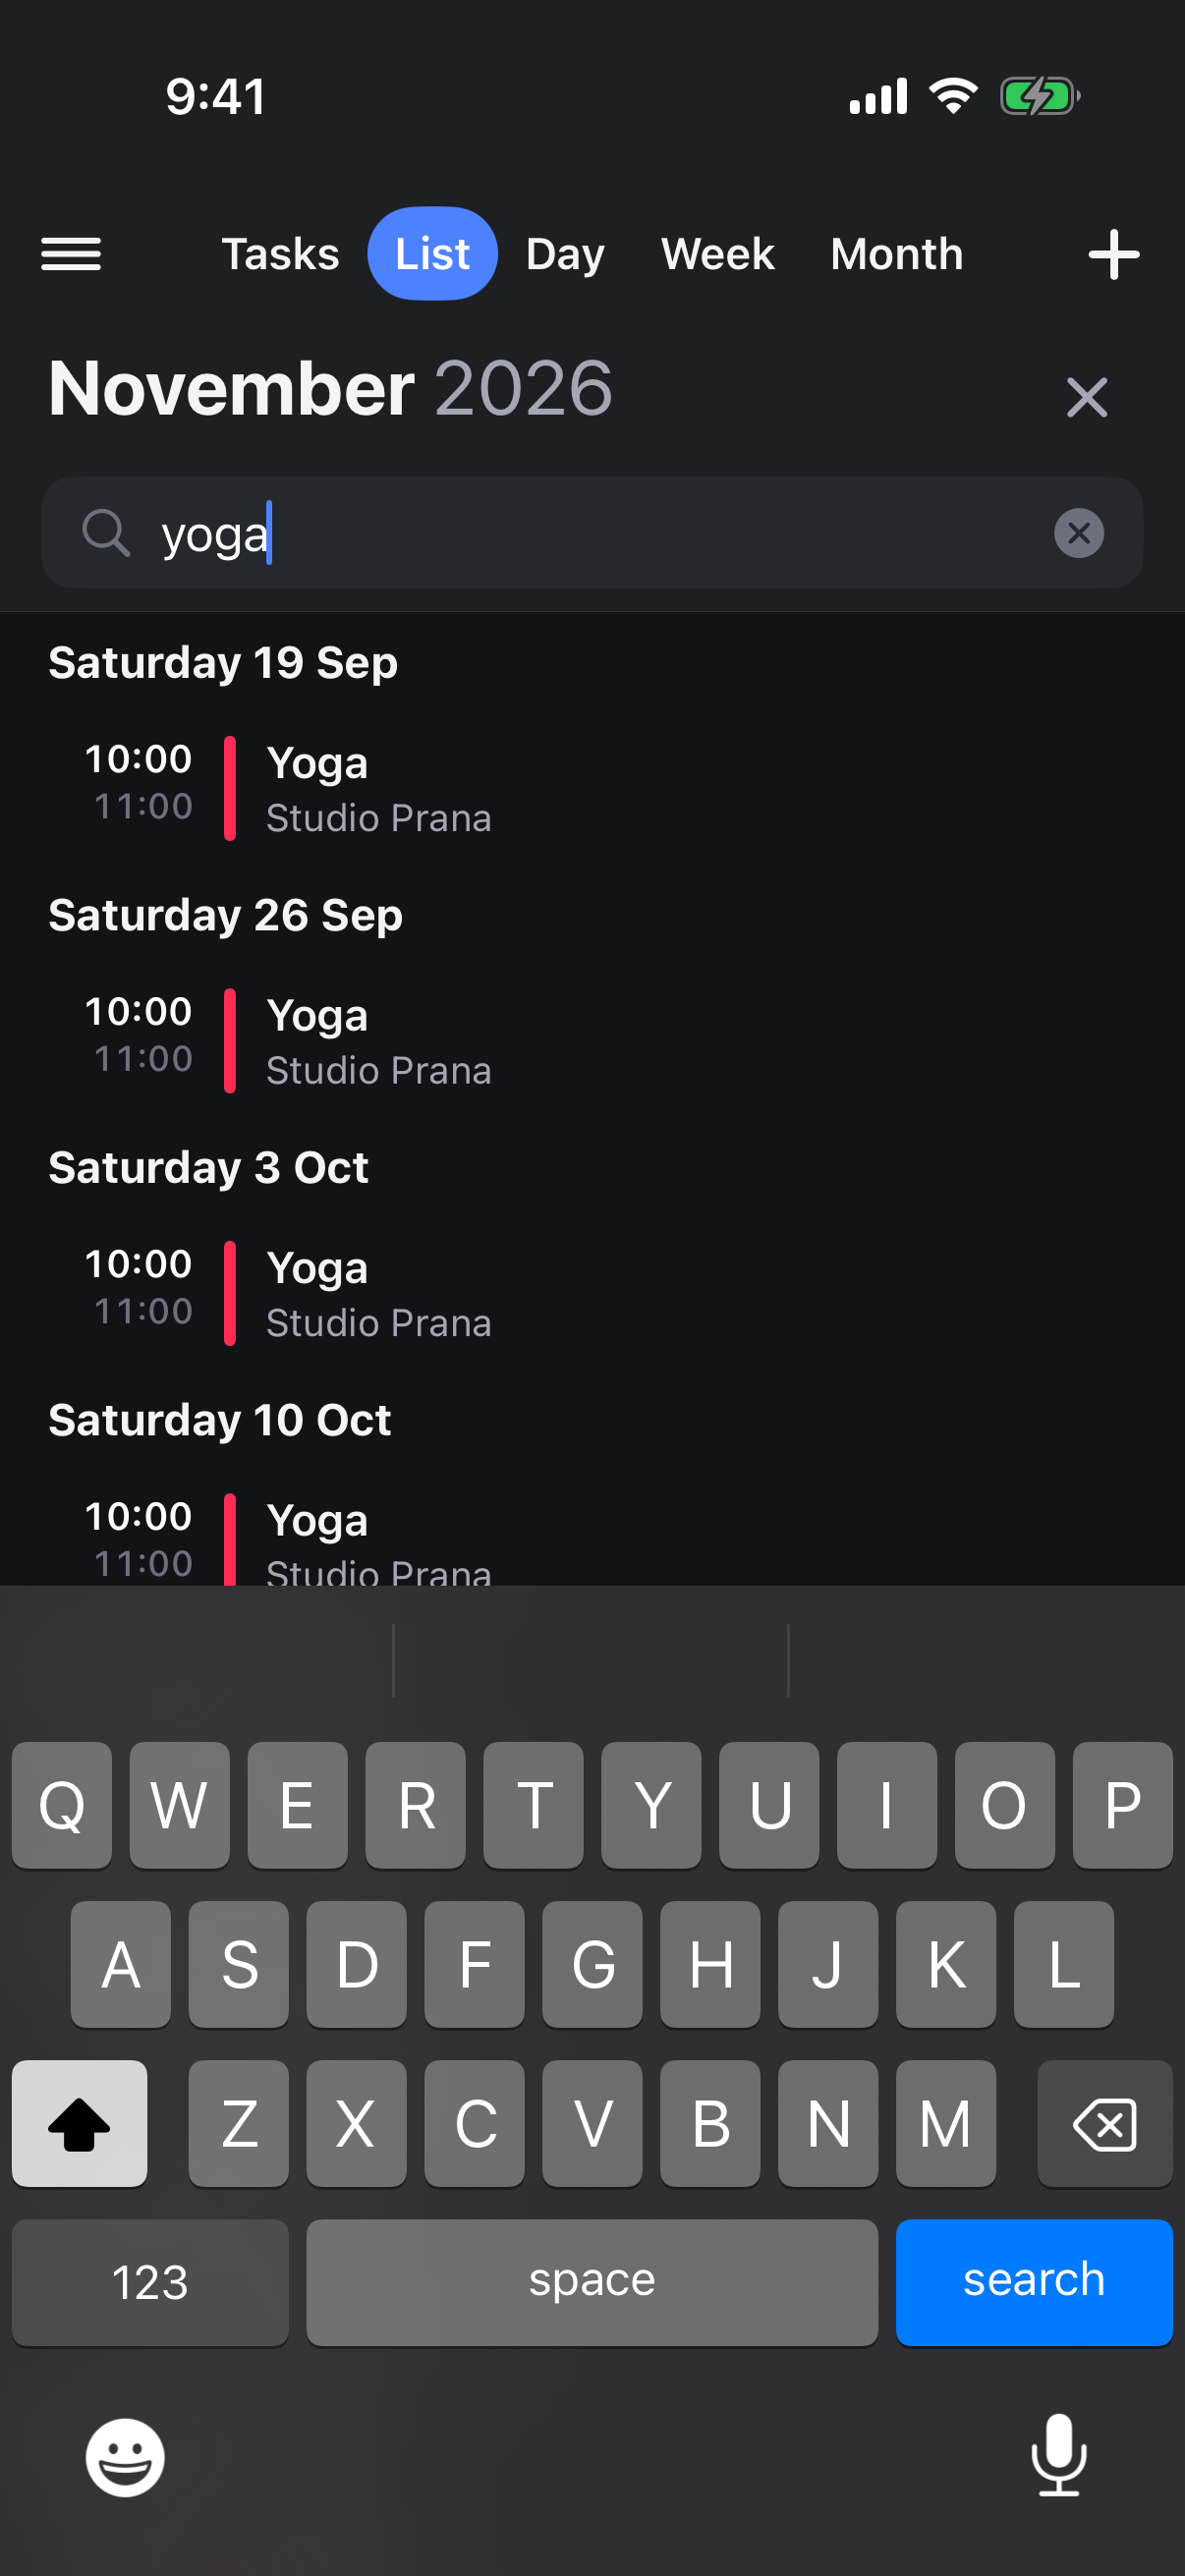 9:41
Tasks List Day Week Month
November 2026
yoga
Saturday 19 Sep
10:00 Yoga
11:00 Studio Prana
Saturday 26 Sep
10:00 Yoga
11:00 Studio Prana
Saturday 3 Oct
10:00 Yoga
11:00 Studio Prana
Saturday 10 Oct
10:00 Yoga
11:00 Studio Prana
Q W E R T Y U I O P
A S D F G H J K L
Z X C V B N M
123 space search